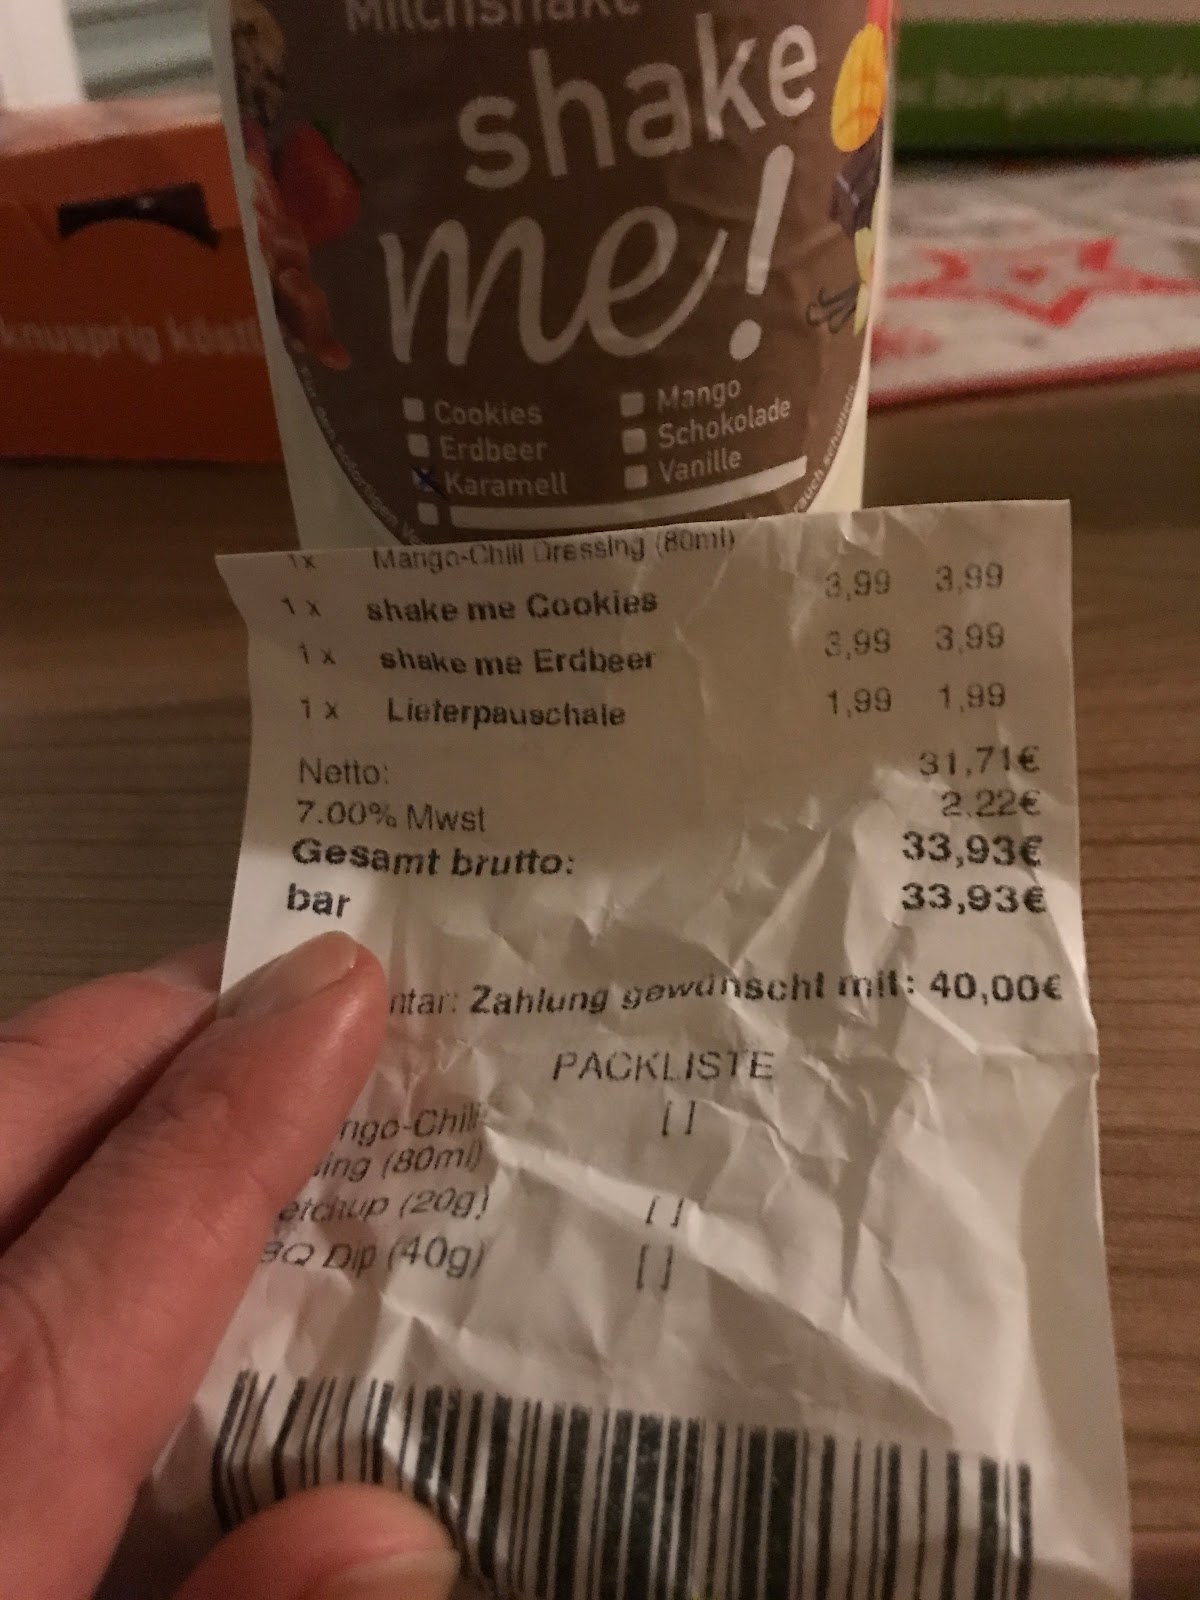 Milchshake
shake
me!
knusprig köstl
Cookies
Erdbeer
Karamell
Mango
Schokolade
Vanille
1x Mango-Chili Dressing (80ml)
1 x shake me Cookies 3,99 3,99
1 x shake me Erdbeer 3,99 3,99
1 x Lieferpauschale 1,99 1,99
Netto: 31,71€
7.00% Mwst 2,22€
Gesamt brutto: 33,93€
bar 33,93€
ntar: Zahlung gewünscht mit: 40,00€
PACKLISTE
ngo-Chili [ ]
sing (80ml)
etchup (20g) [ ]
BQ Dip (40g) [ ]